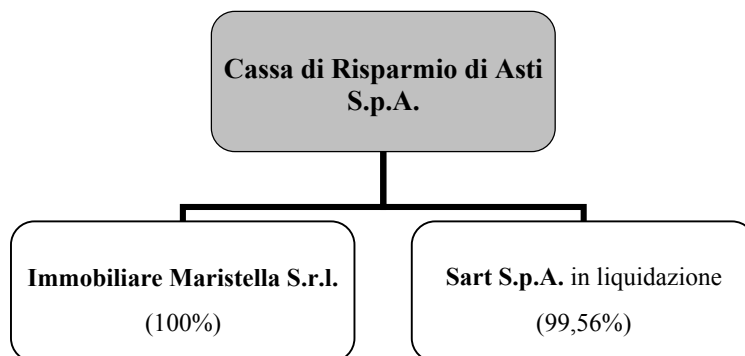 Cassa di Risparmio di Asti
S.p.A.
Immobiliare Maristella S.r.l.
(100%)
Sart S.p.A. in liquidazione
(99,56%)